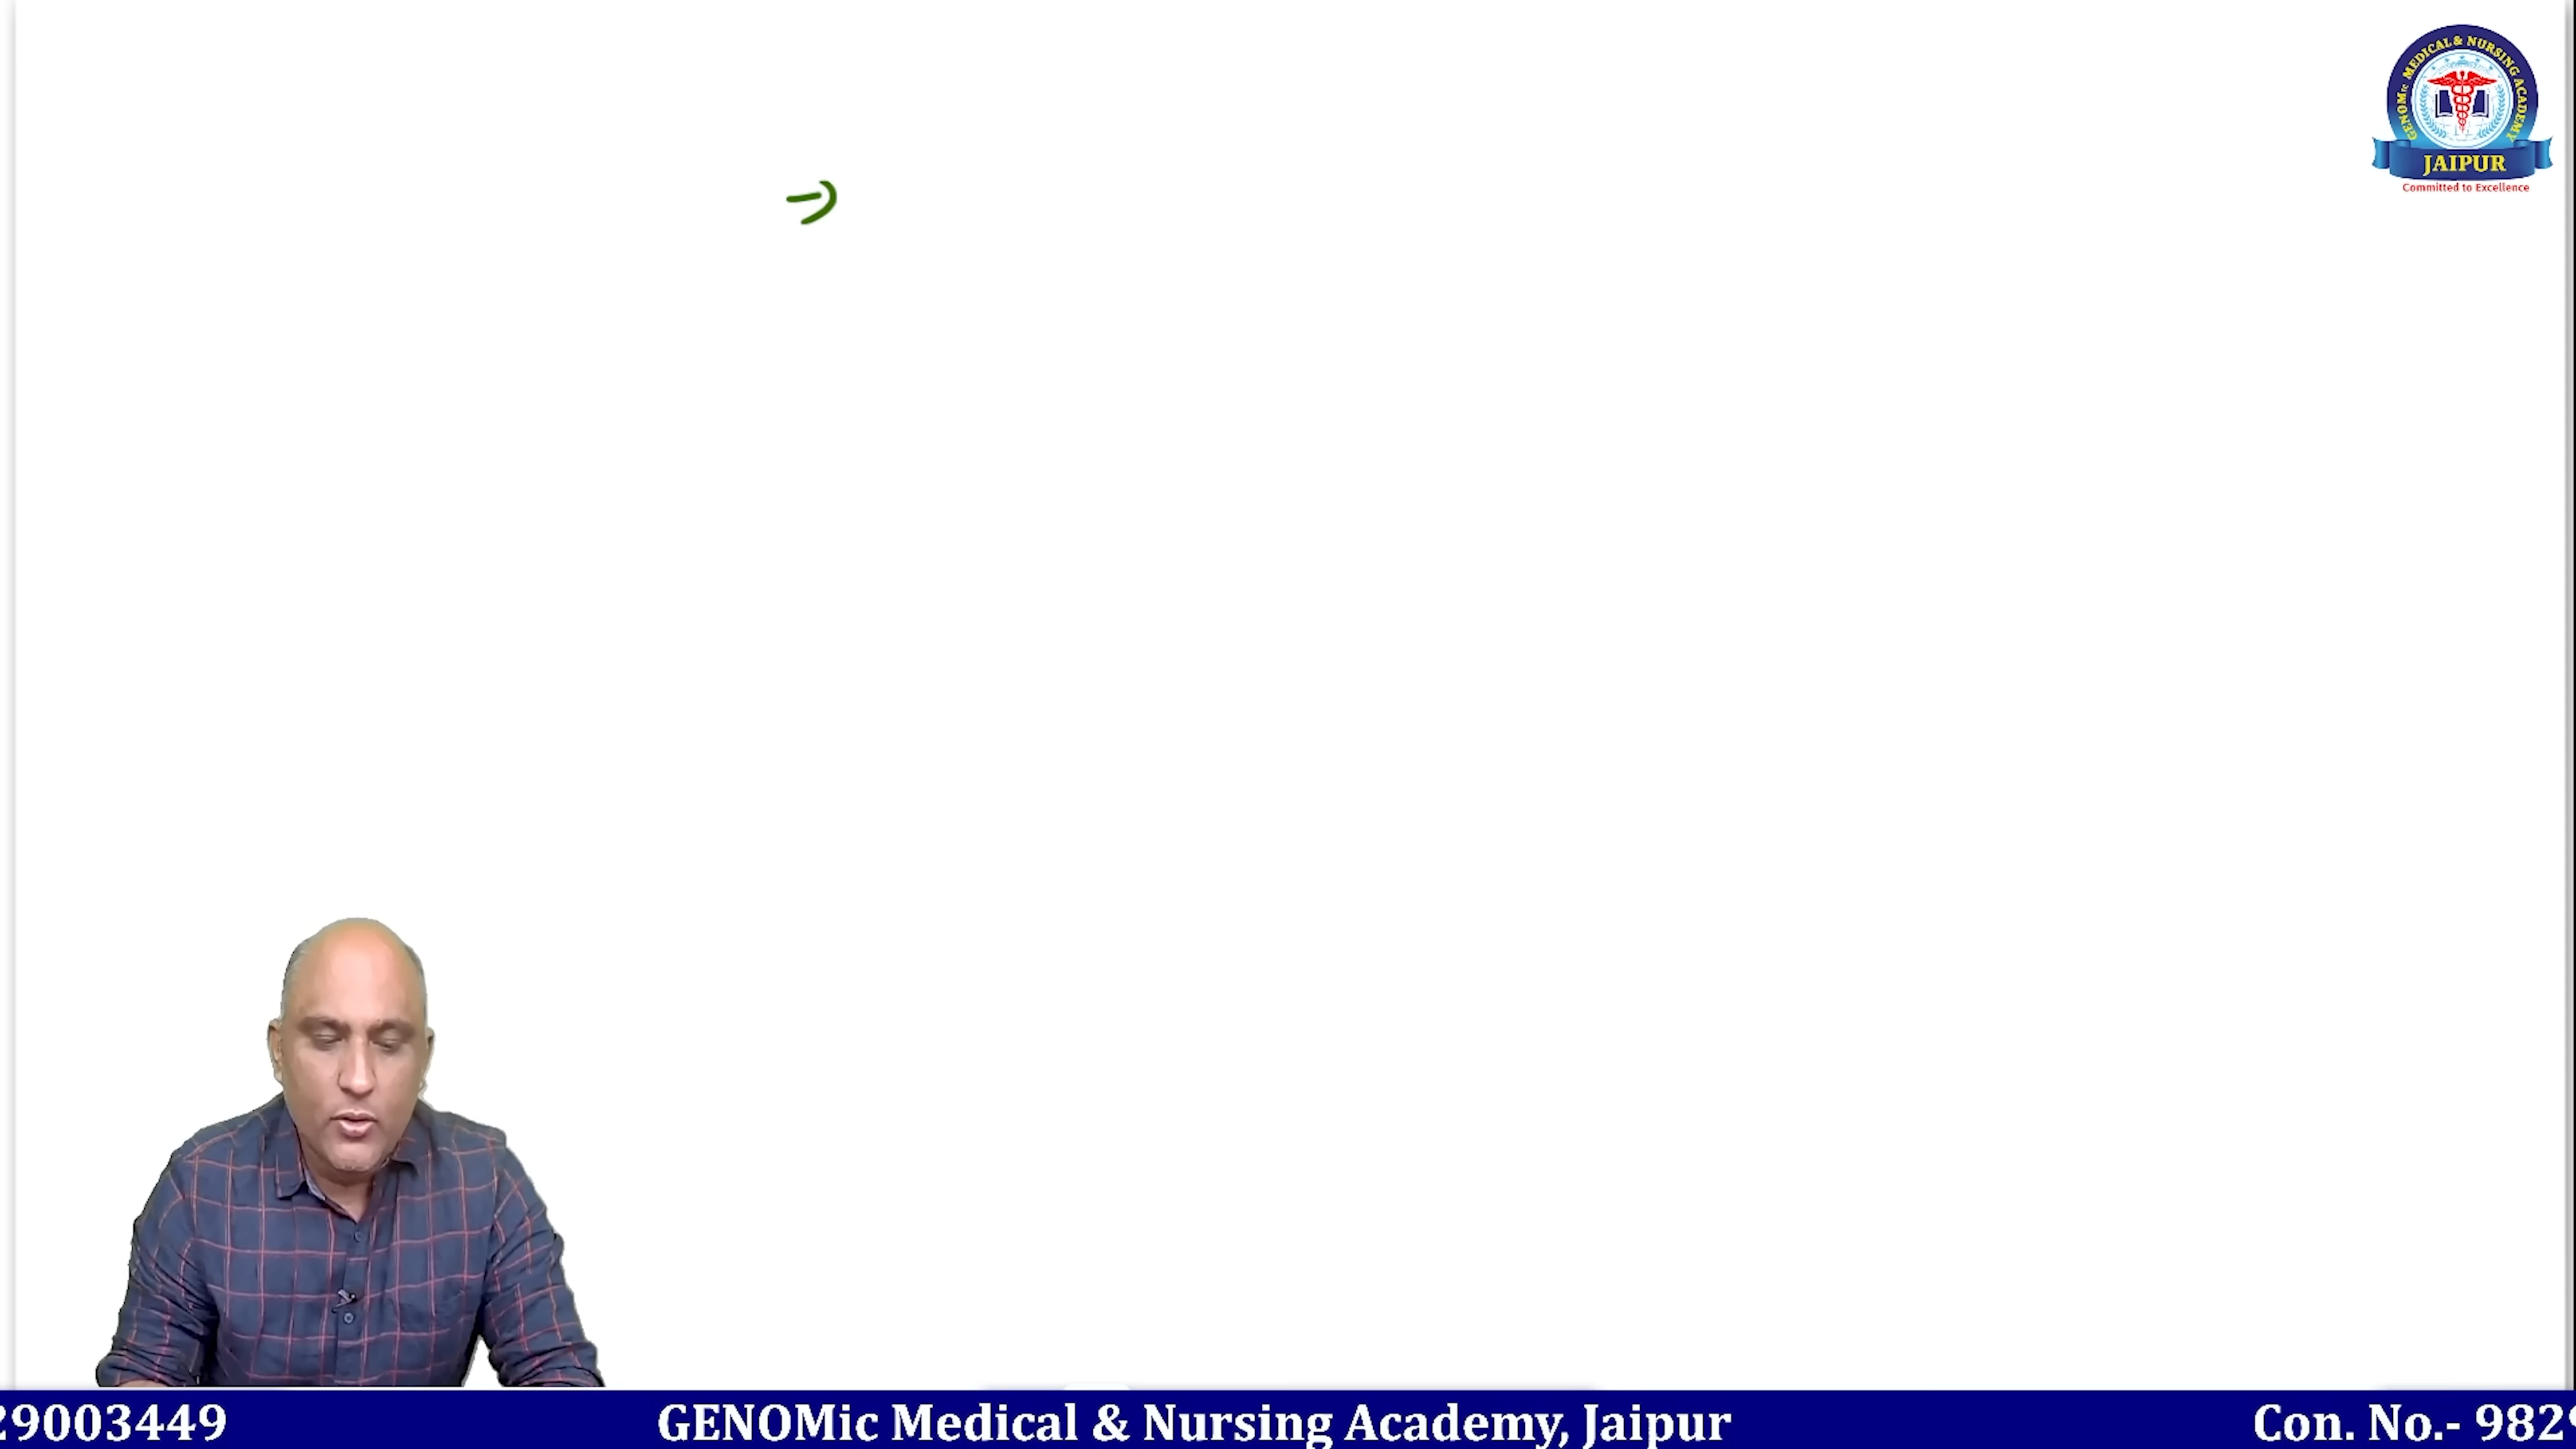 GENOMic MEDICAL & NURSING ACADEMY
JAIPUR
Committed to Excellence
29003449 GENOMic Medical & Nursing Academy, Jaipur Con. No.- 982